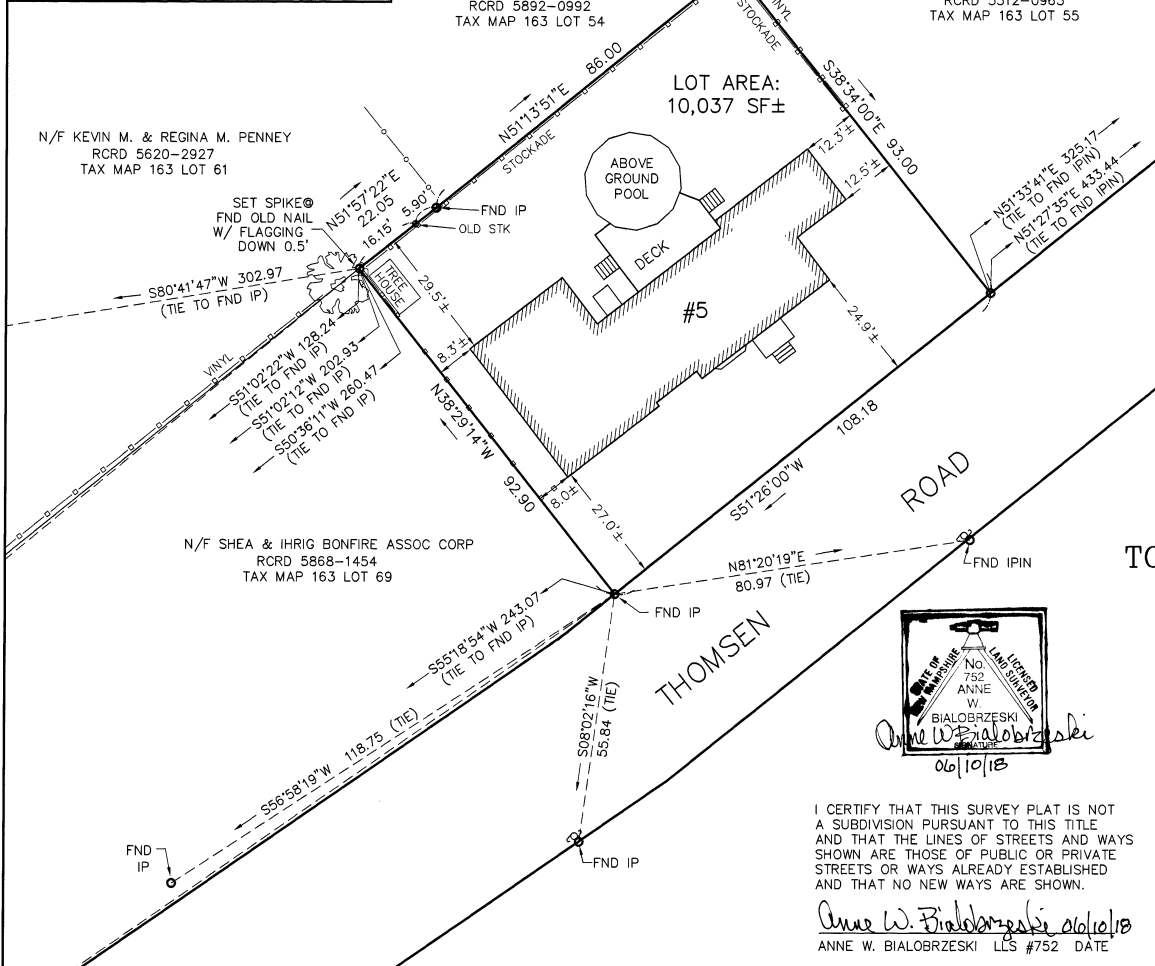 RCRD 5892-0992
TAX MAP 163 LOT 54
TAX MAP 163 LOT 55
VINYL
STOCKADE
N51°13'51"E 86.00
STOCKADE
S38°34'00"E 93.00
LOT AREA:
10,037 SF±
N/F KEVIN M. & REGINA M. PENNEY
RCRD 5620-2927
TAX MAP 163 LOT 61
12.3'±
12.5'±
ABOVE
GROUND
POOL
DECK
N51°33'41"E 325.17
(TIE TO FND IPIN)
N51°27'35"E 433.44
(TIE TO FND IPIN)
SET SPIKE@
FND OLD NAIL
W/ FLAGGING
DOWN 0.5'
N51°57'22"E
22.05
5.90'
16.15'
FND IP
OLD STK
TREE
HOUSE
29.5'±
8.3'±
#5
24.9'±
S80°41'47"W 302.97
(TIE TO FND IP)
VINYL
S51°02'22"W 128.24
(TIE TO FND IP)
S51°02'12"W 202.93
(TIE TO FND IP)
S50°36'11"W 260.47
(TIE TO FND IP)
N38°29'14"W
92.90
8.0±
27.0'±
108.18
S51°26'00"W
THOMSEN
ROAD
N/F SHEA & IHRIG BONFIRE ASSOC CORP
RCRD 5868-1454
TAX MAP 163 LOT 69
N81°20'19"E
80.97 (TIE)
FND IPIN
FND IP
S55°18'54"W 243.07
(TIE TO FND IP)
S08°02'16"W
55.84 (TIE)
S56°58'19"W 118.75 (TIE)
FND
IP
FND IP
STATE OF
NEW HAMPSHIRE
LICENSED
LAND SURVEYOR
No.
752
ANNE
W.
BIALOBRZESKI
SIGNATURE
Anne W Bialobrzeski
06/10/18
I CERTIFY THAT THIS SURVEY PLAT IS NOT
A SUBDIVISION PURSUANT TO THIS TITLE
AND THAT THE LINES OF STREETS AND WAYS
SHOWN ARE THOSE OF PUBLIC OR PRIVATE
STREETS OR WAYS ALREADY ESTABLISHED
AND THAT NO NEW WAYS ARE SHOWN.
Anne W. Bialobrzeski 06/10/18
ANNE W. BIALOBRZESKI LLS #752 DATE